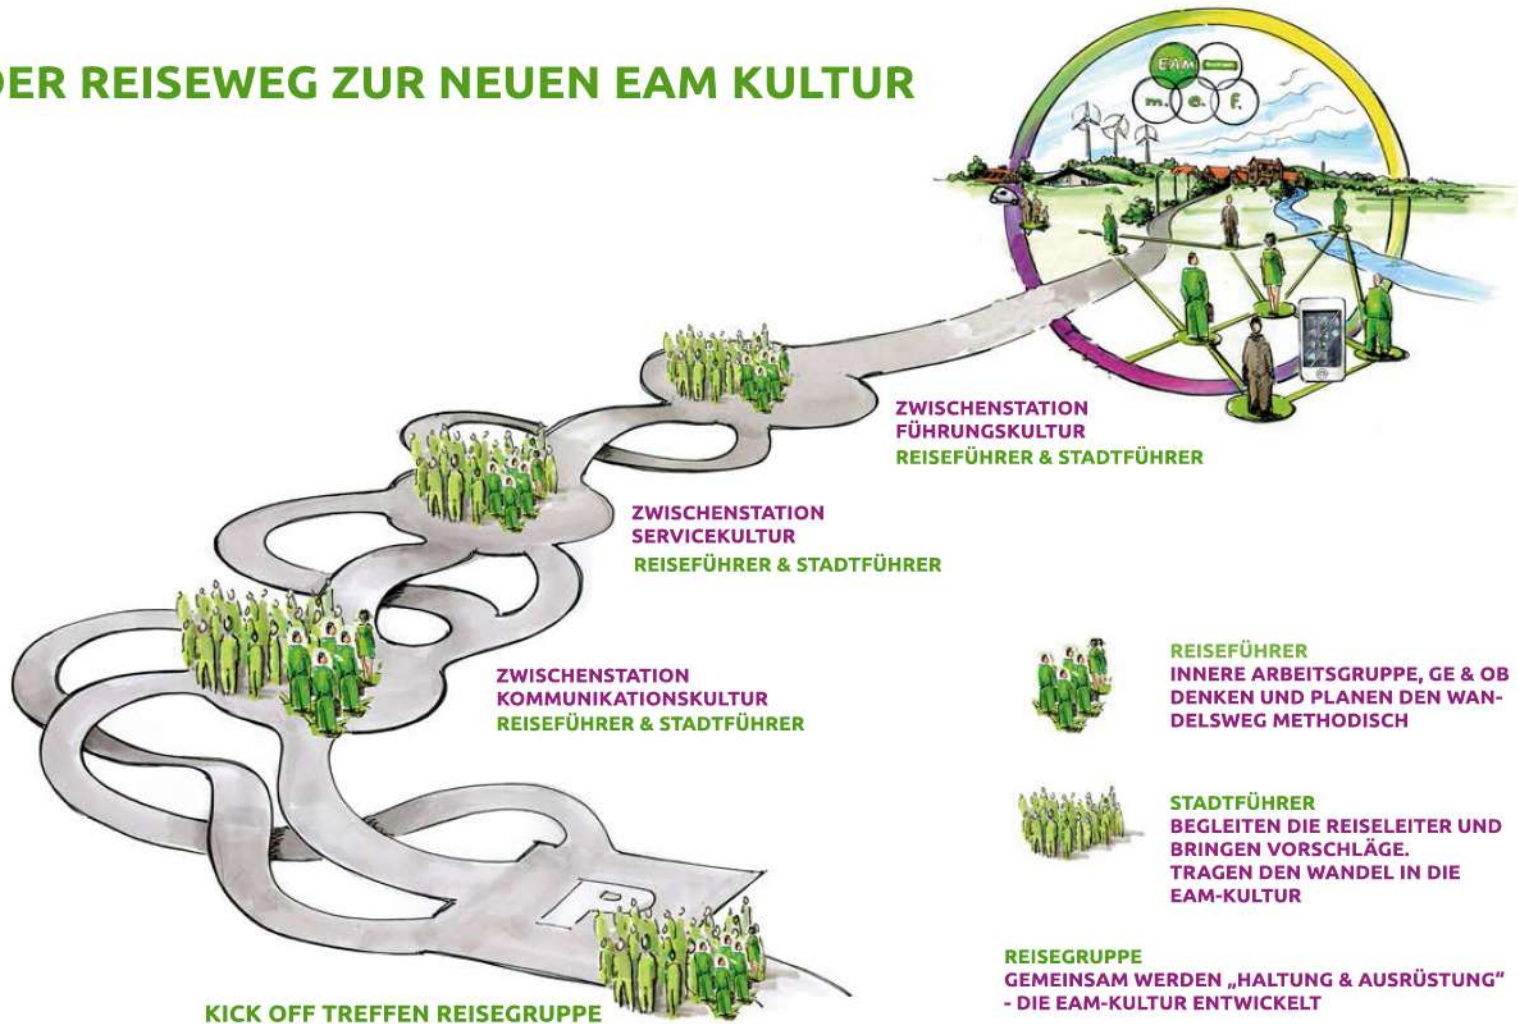 DER REISEWEG ZUR NEUEN EAM KULTUR
EAM
m. e. f.
ZWISCHENSTATION
FÜHRUNGSKULTUR
REISEFÜHRER & STADTFÜHRER
ZWISCHENSTATION
SERVICEKULTUR
REISEFÜHRER & STADTFÜHRER
ZWISCHENSTATION
KOMMUNIKATIONSKULTUR
REISEFÜHRER & STADTFÜHRER
REISEFÜHRER
INNERE ARBEITSGRUPPE, GE & OB
DENKEN UND PLANEN DEN WAN-
DELSWEG METHODISCH
STADTFÜHRER
BEGLEITEN DIE REISELEITER UND
BRINGEN VORSCHLÄGE.
TRAGEN DEN WANDEL IN DIE
EAM-KULTUR
REISEGRUPPE
GEMEINSAM WERDEN „HALTUNG & AUSRÜSTUNG“
- DIE EAM-KULTUR ENTWICKELT
P
KICK OFF TREFFEN REISEGRUPPE